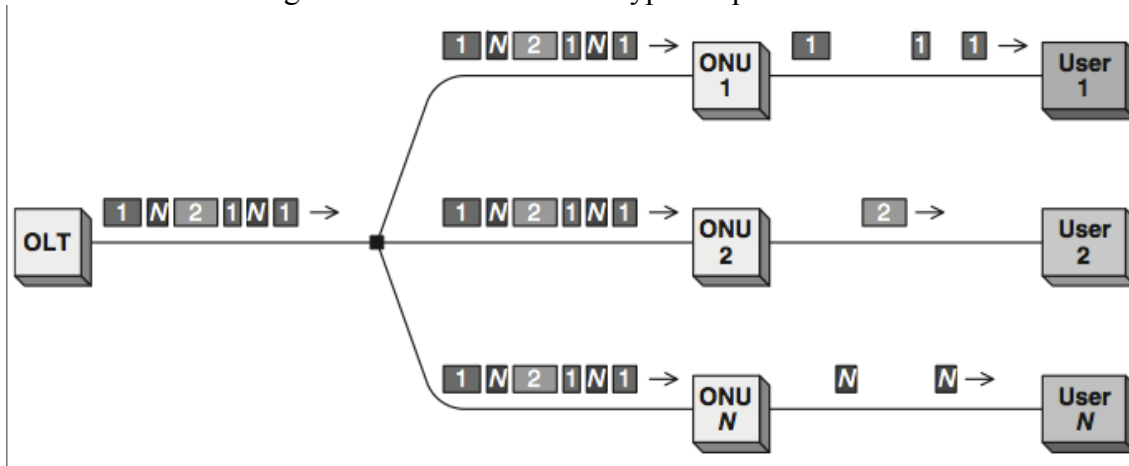 1 N 2 1 N 1 →
ONU
1
1 1 1 →
User
1
OLT
1 N 2 1 N 1 →
1 N 2 1 N 1 →
ONU
2
2 →
User
2
1 N 2 1 N 1 →
ONU
N
N N →
User
N